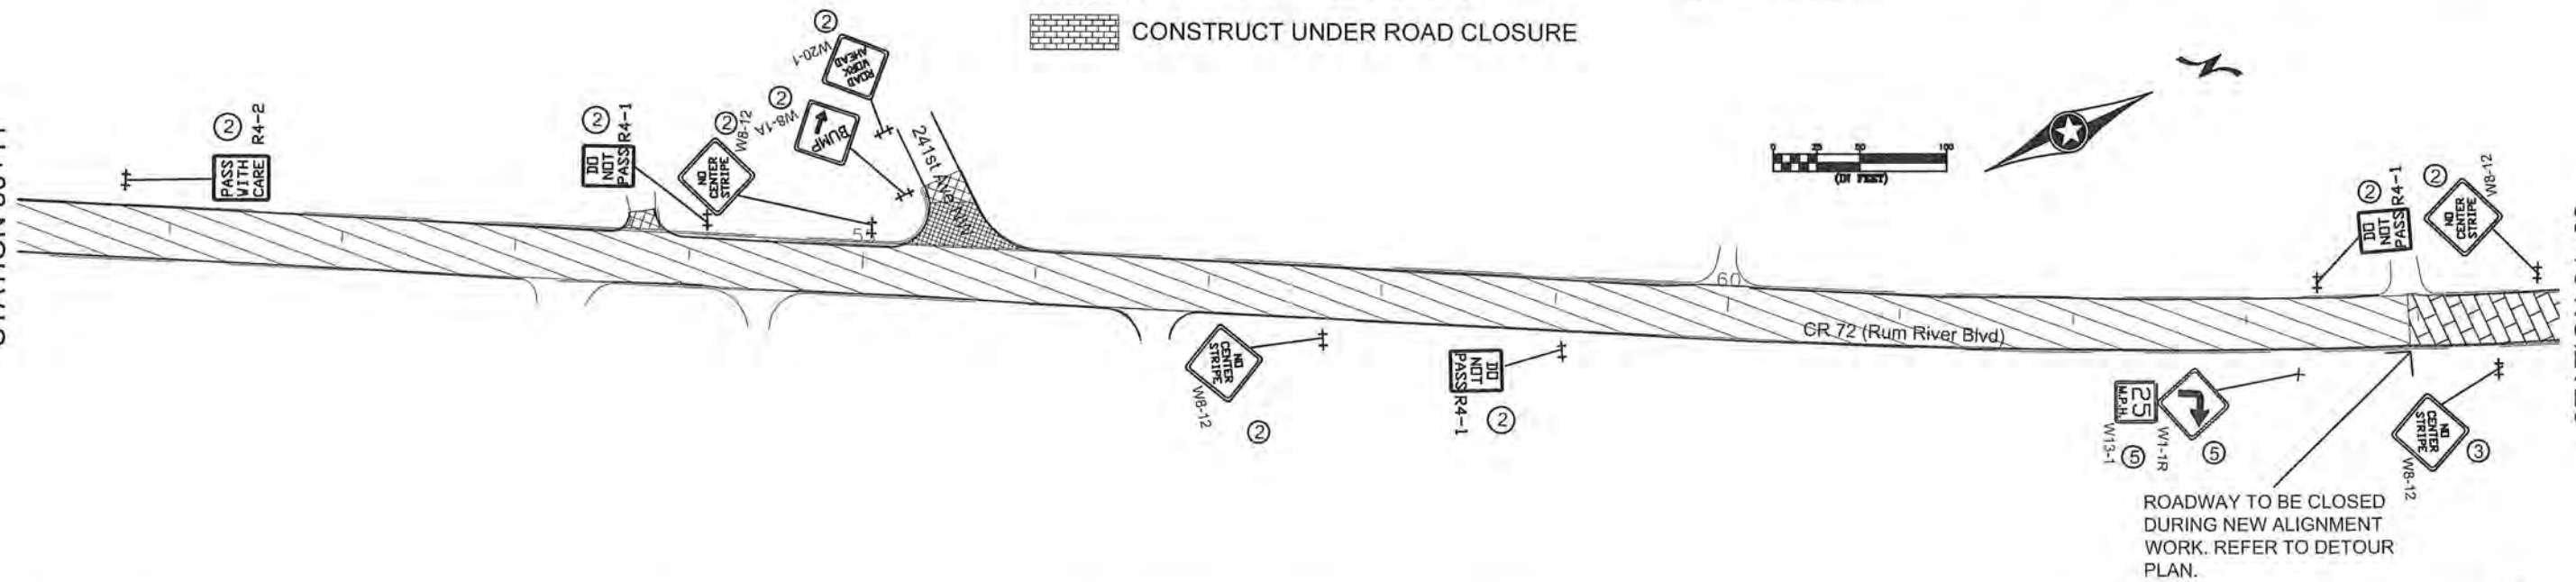 CONSTRUCT UNDER ROAD CLOSURE
②
W20-1
ROAD
WORK
AHEAD
②
W8-1A
BUMP
②
R4-2
PASS
WITH
CARE
②
R4-1
DO
NOT
PASS
②
W8-12
NO
CENTER
STRIPE
241st Ave NW
0 25 50 100
(IN FEET)
②
R4-1
DO
NOT
PASS
②
W8-12
NO
CENTER
STRIPE
60
CR 72 (Rum River Blvd)
NO
CENTER
STRIPE
W8-12
②
DO
NOT
PASS
R4-1
②
25
M.P.H.
W13-1
⑤
W1-1R
⑤
NO
CENTER
STRIPE
W8-12
③
ROADWAY TO BE CLOSED
DURING NEW ALIGNMENT
WORK. REFER TO DETOUR
PLAN.